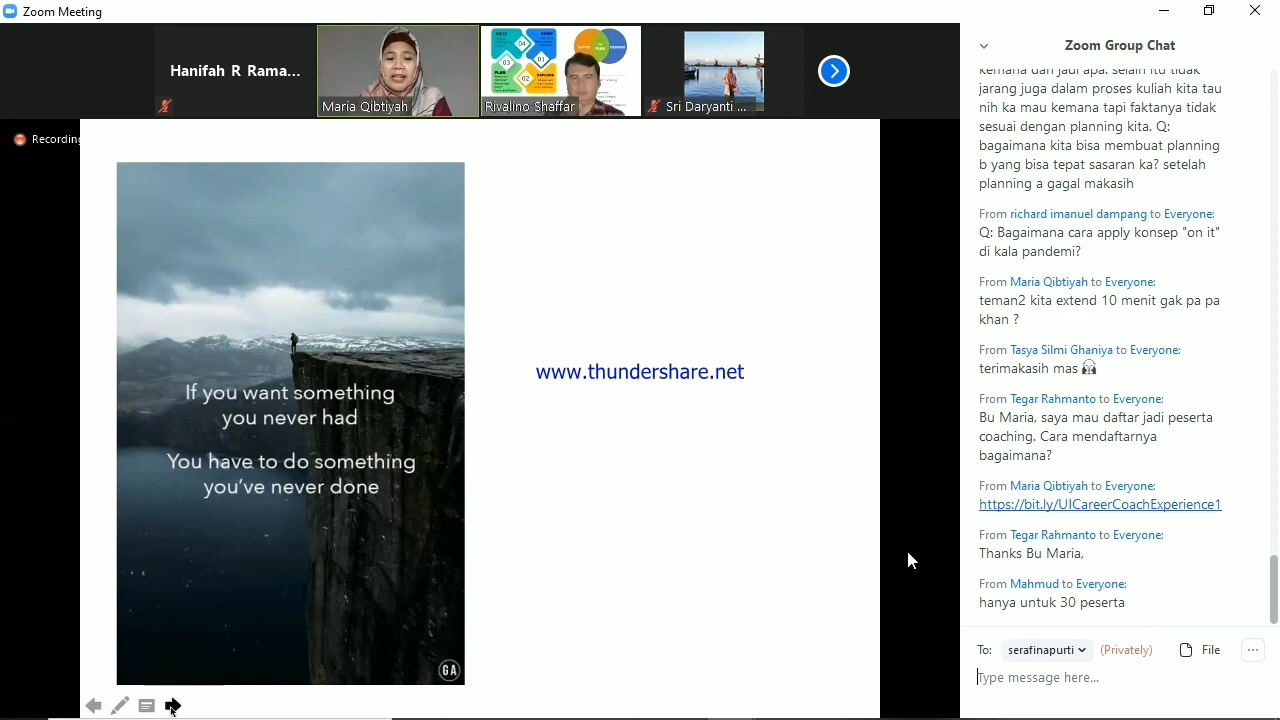 Zoom Meeting
Hanifah R Rama...
Maria Qibtiyah
Rivalino Shaffar
Sri Daryanti ...
04
01
03
02
PLAN
EXPLORE
PLAN
Recording
If you want something
you never had
You have to do something
you've never done
GA
www.thundershare.net
Zoom Group Chat
jarang juga dalam proses kuliah kita tau
nih ka mau kemana tapi faktanya tidak
sesuai dengan planning kita. Q:
bagaimana kita bisa membuat planning
b yang bisa tepat sasaran ka? setelah
planning a gagal makasih
From richard imanuel dampang to Everyone:
Q: Bagaimana cara apply konsep "on it"
di kala pandemi?
From Maria Qibtiyah to Everyone:
teman2 kita extend 10 menit gak pa pa
khan ?
From Tasya Silmi Ghaniya to Everyone:
terimakasih mas
From Tegar Rahmanto to Everyone:
Bu Maria, saya mau daftar jadi peserta
coaching. Cara mendaftarnya
bagaimana?
From Maria Qibtiyah to Everyone:
https://bit.ly/UICareerCoachExperience1
From Tegar Rahmanto to Everyone:
Thanks Bu Maria,
From Mahmud to Everyone:
hanya untuk 30 peserta
To: serafinapurti (Privately) File
Type message here...